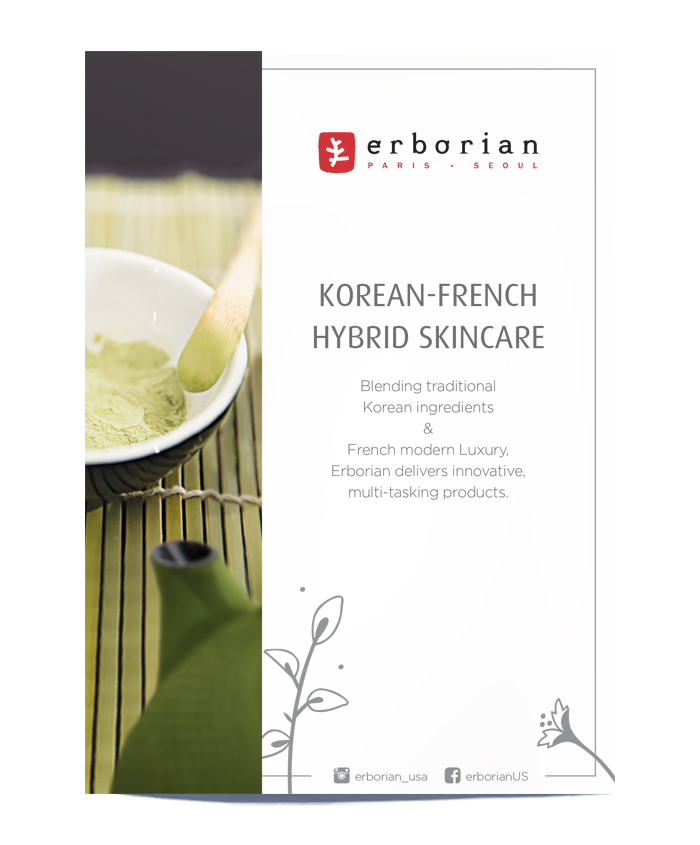 erborian
PARIS · SEOUL
KOREAN-FRENCH
HYBRID SKINCARE
Blending traditional
Korean ingredients
&
French modern Luxury,
Erborian delivers innovative,
multi-tasking products.
erborian_usa erborianUS